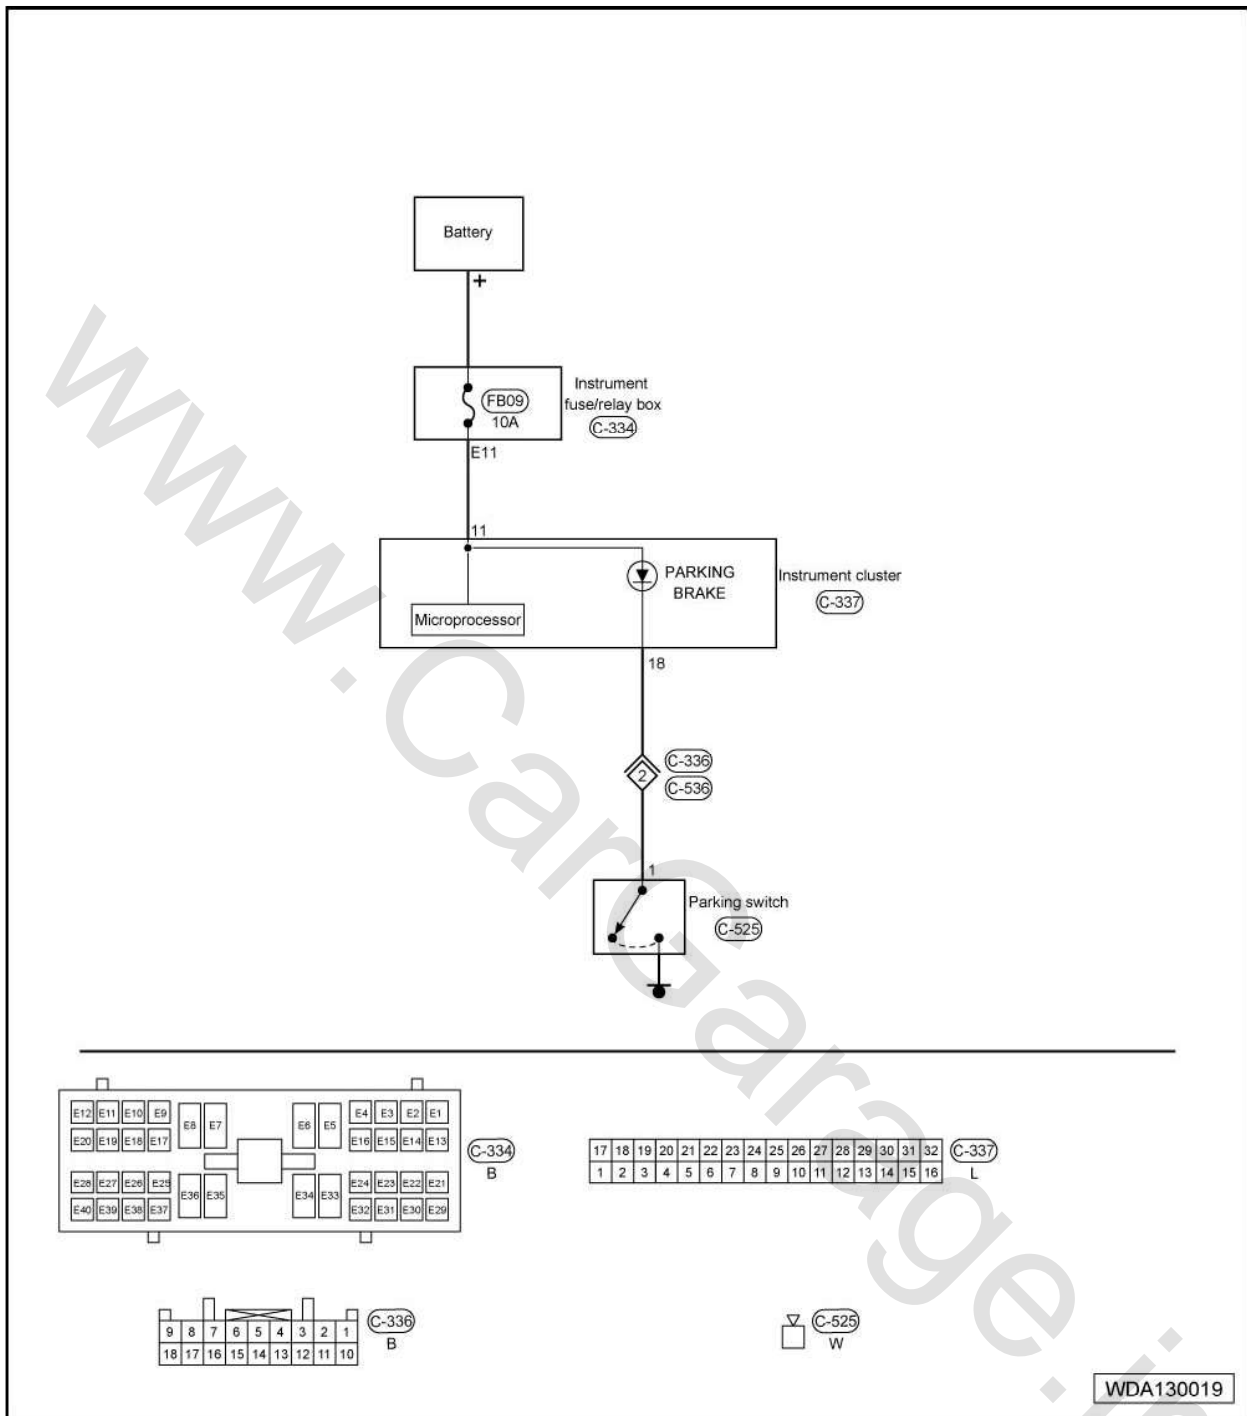 Battery
+
FB09
10A
Instrument
fuse/relay box
C-334
E11
11
PARKING
BRAKE
Microprocessor
Instrument cluster
C-337
18
2
C-336
C-536
1
Parking switch
C-525
E12 E11 E10 E9 E8 E7 E6 E5 E4 E3 E2 E1
E20 E19 E18 E17 E16 E15 E14 E13
E28 E27 E26 E25 E36 E35 E34 E33 E24 E23 E22 E21
E40 E39 E38 E37 E32 E31 E30 E29
C-334
B
17 18 19 20 21 22 23 24 25 26 27 28 29 30 31 32
1 2 3 4 5 6 7 8 9 10 11 12 13 14 15 16
C-337
L
9 8 7 6 5 4 3 2 1
18 17 16 15 14 13 12 11 10
C-336
B
C-525
W
WDA130019
www.CarGarage.i